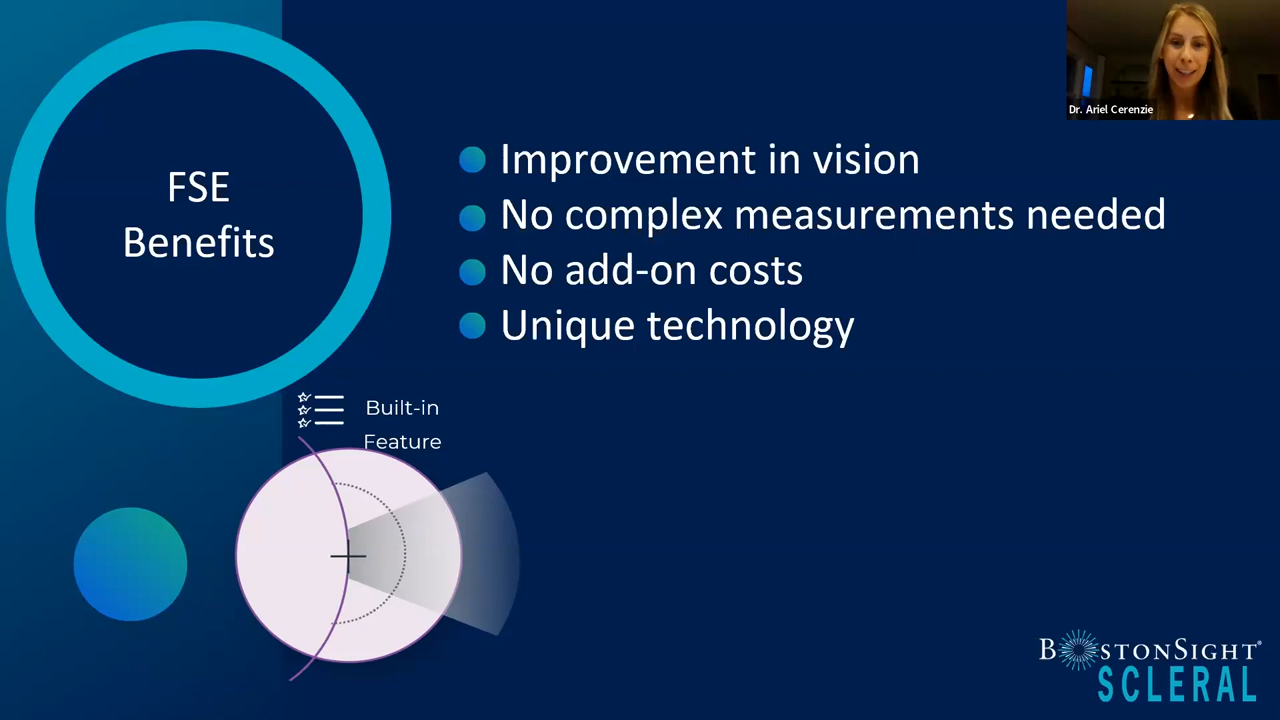 Dr. Ariel Cerenzie
FSE
Benefits
Improvement in vision
No complex measurements needed
No add-on costs
Unique technology
Built-in
Feature
BOSTONSIGHT®
SCLERAL